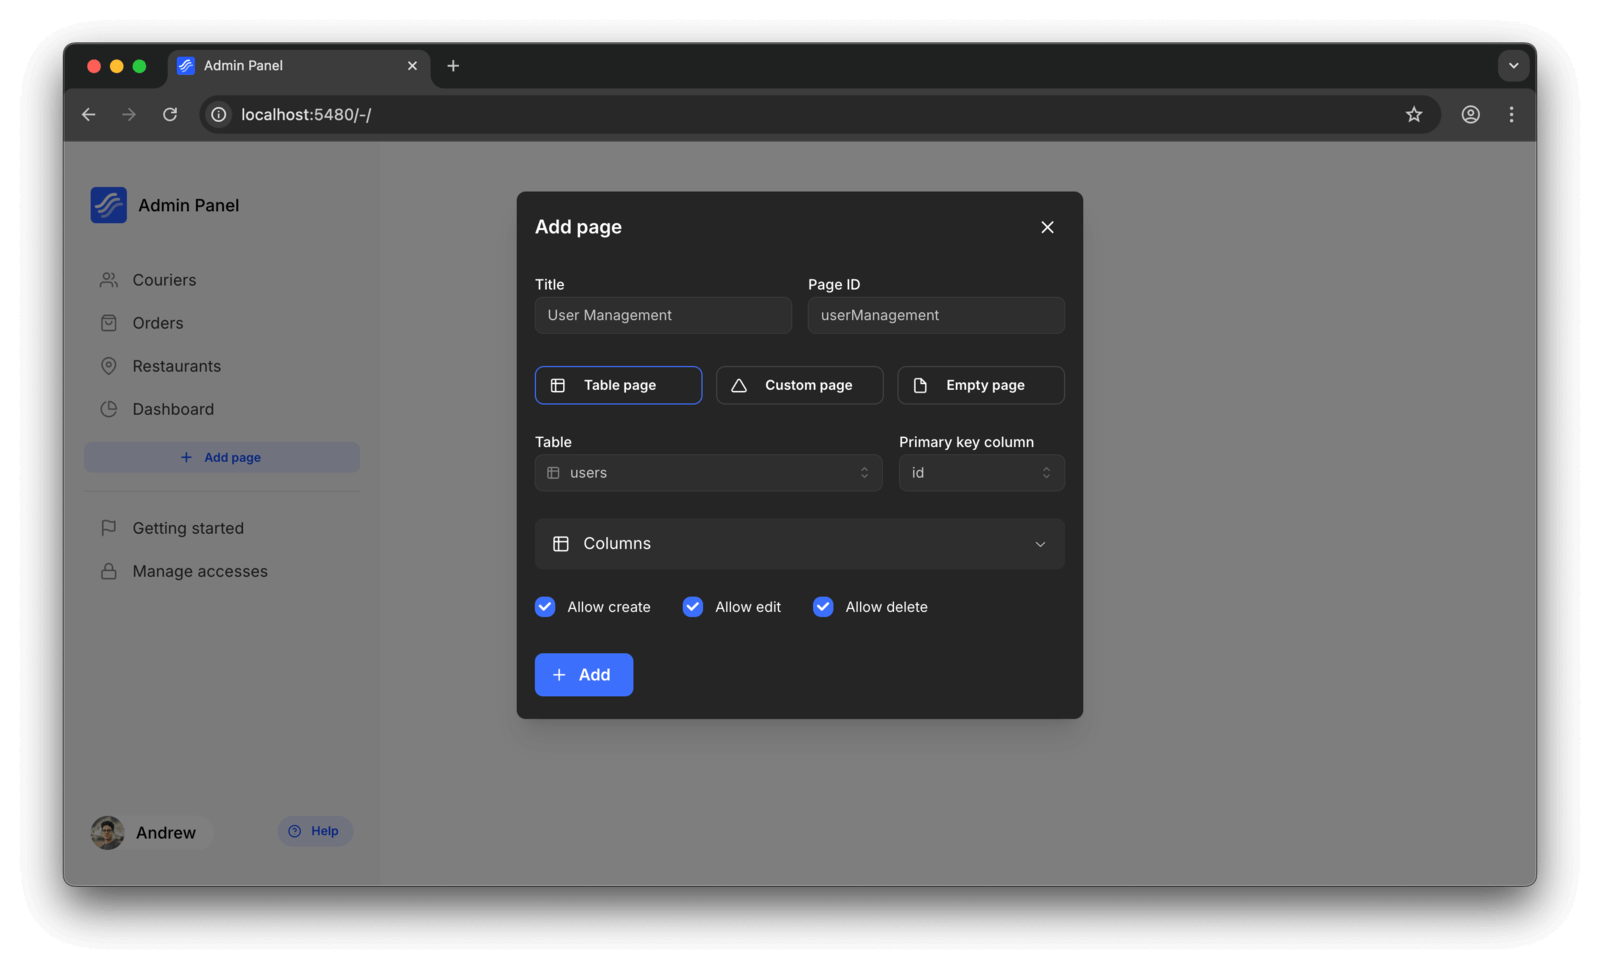 Admin Panel
localhost:5480/-/
Admin Panel
Couriers
Orders
Restaurants
Dashboard
+ Add page
Getting started
Manage accesses
Andrew
Help
Add page
Title
Page ID
User Management
userManagement
Table page
Custom page
Empty page
Table
Primary key column
users
id
Columns
Allow create
Allow edit
Allow delete
+ Add